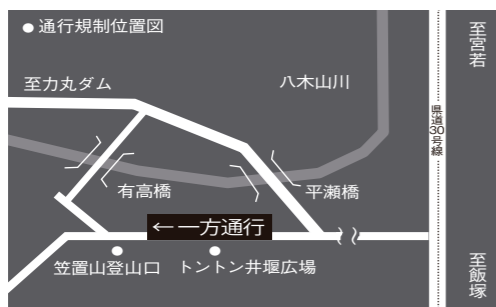 ●通行規制位置図
至宮若
至力丸ダム
八木山川
県道30号線
有高橋
平瀬橋
←一方通行
笠置山登山口
トントン井堰広場
至飯塚